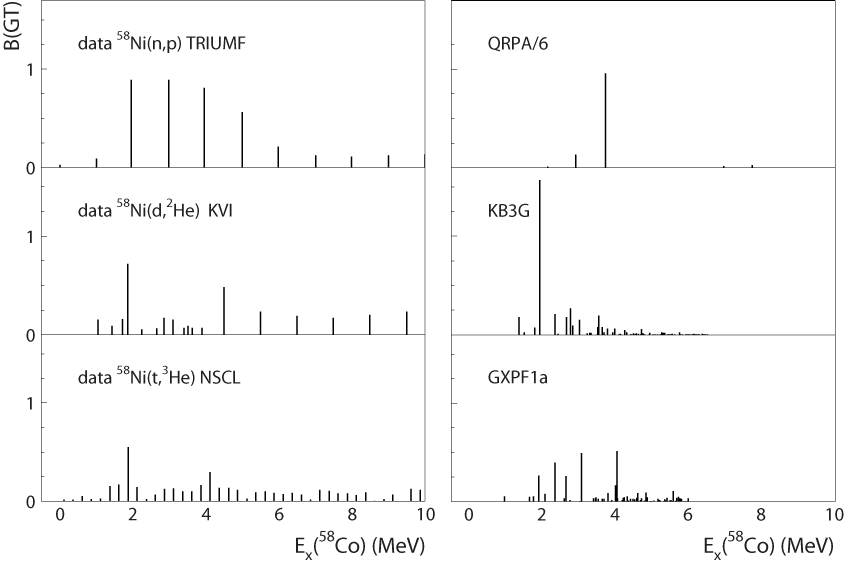 B(GT)
data ⁵⁸Ni(n,p) TRIUMF
1
0
data ⁵⁸Ni(d,²He) KVI
1
0
data ⁵⁸Ni(t,³He) NSCL
1
0
0 2 4 6 8 10
Eₓ(⁵⁸Co) (MeV)
QRPA/6
KB3G
GXPF1a
0 2 4 6 8 10
Eₓ(⁵⁸Co) (MeV)